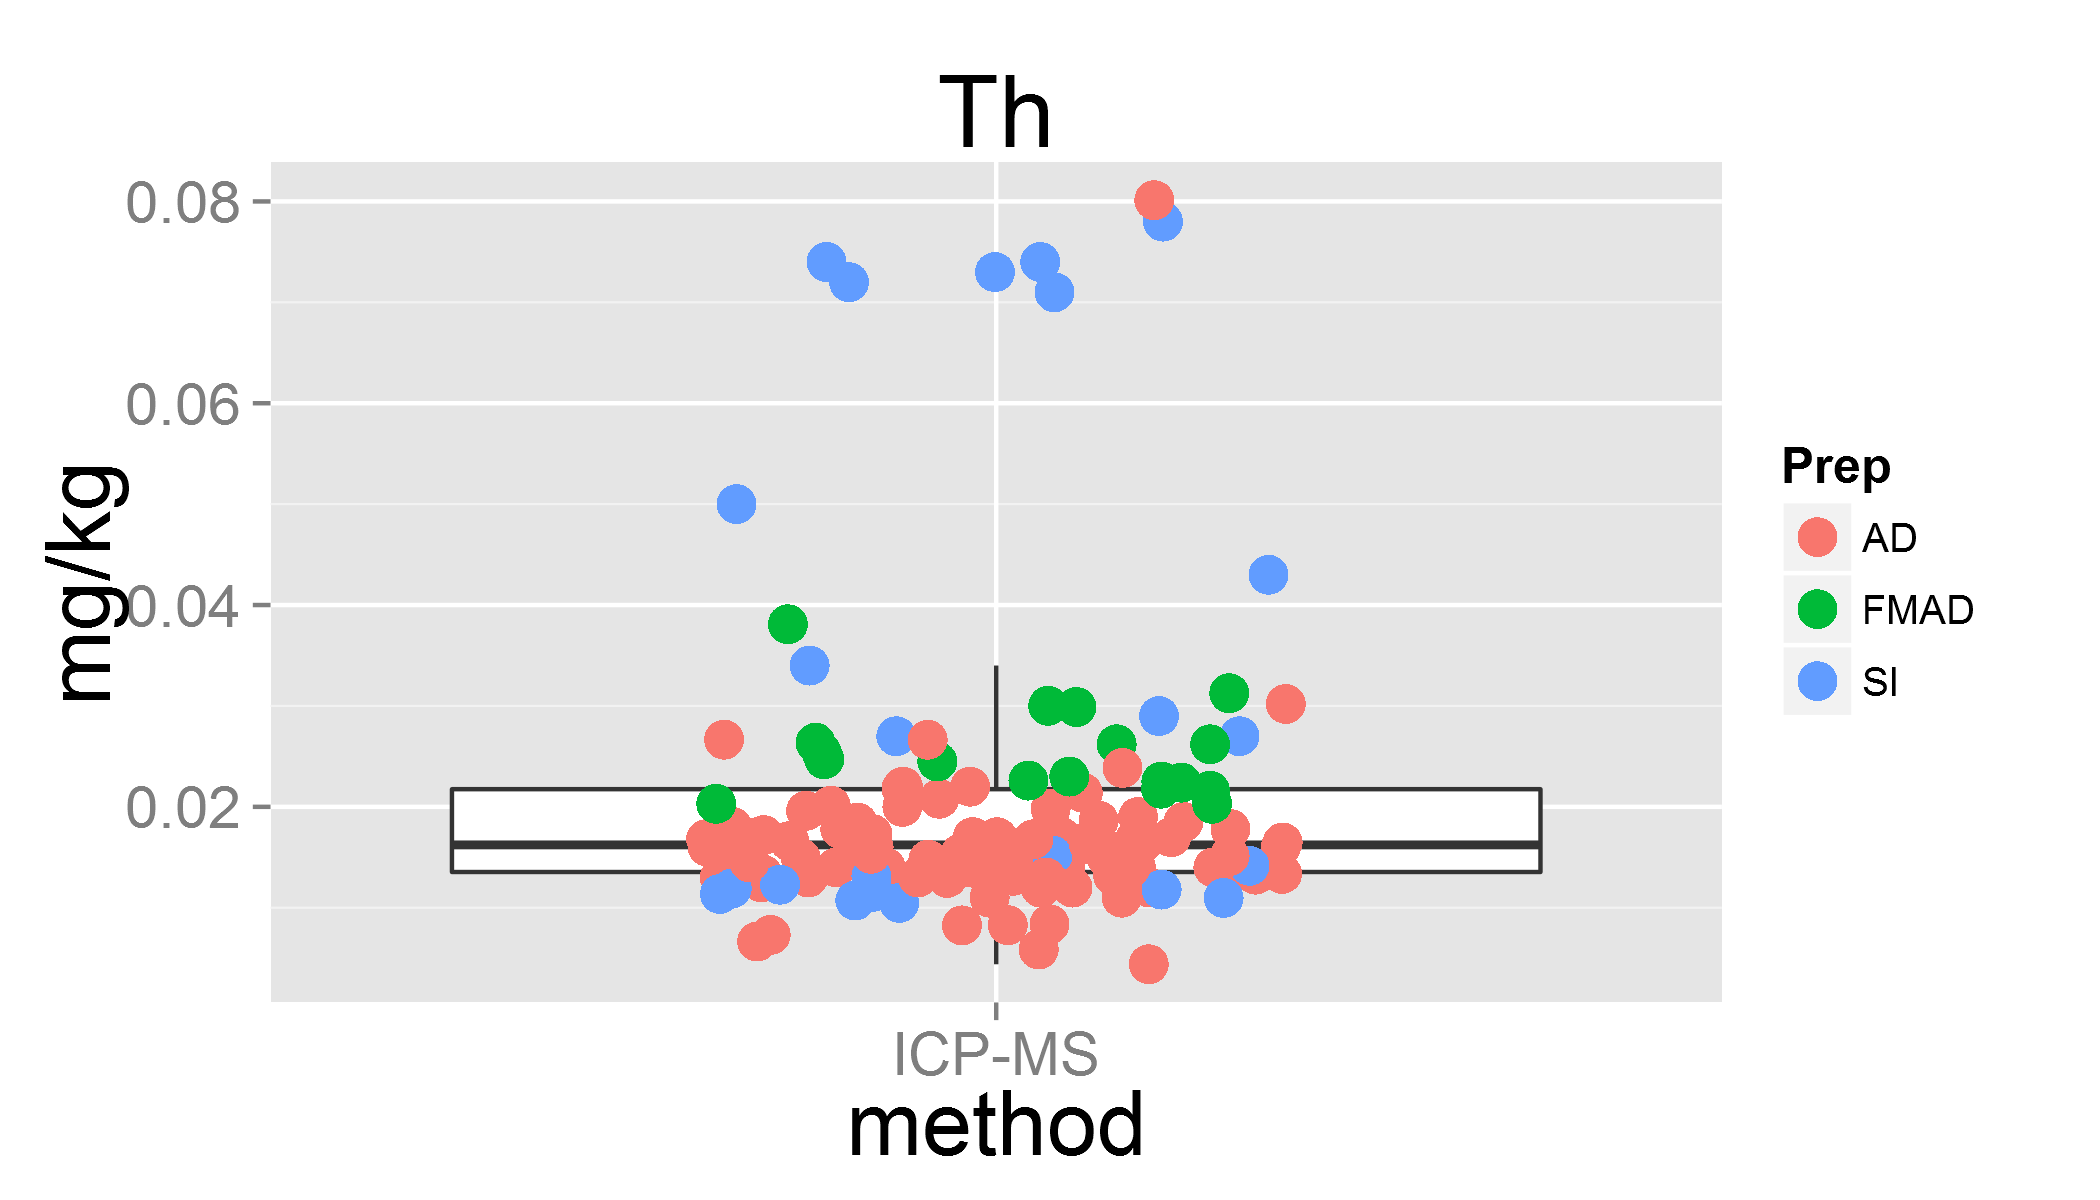 Th
0.08
0.06
0.04
0.02
mg/kg
ICP-MS
method
Prep
AD
FMAD
SI